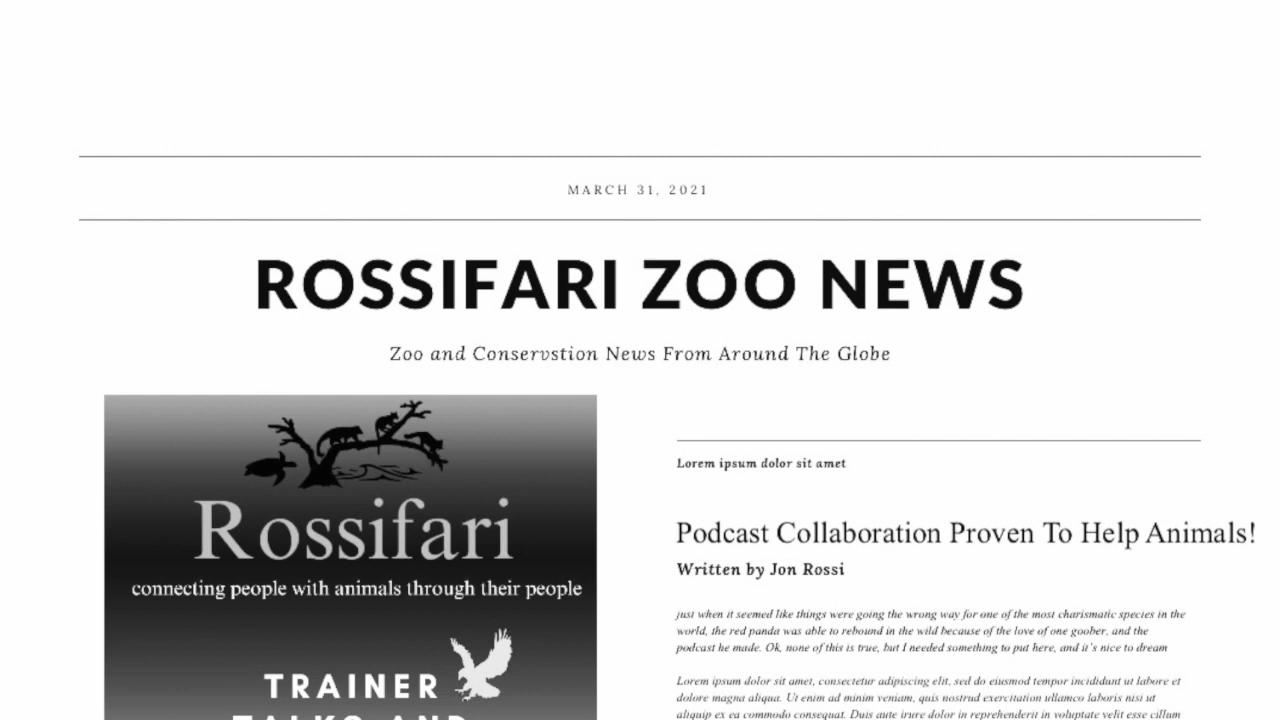 MARCH 31, 2021
ROSSIFARI ZOO NEWS
Zoo and Conservstion News From Around The Globe
Rossifari
connecting people with animals through their people
TRAINER
TALKS AND
Lorem ipsum dolor sit amet
Podcast Collaboration Proven To Help Animals!
Written by Jon Rossi
just when it seemed like things were going the wrong way for one of the most charismatic species in the
world, the red panda was able to rebound in the wild because of the love of one goober, and the
podcast he made. Ok, none of this is true, but I needed something to put here, and it's nice to dream
Lorem ipsum dolor sit amet, consectetur adipiscing elit, sed do eiusmod tempor incididunt ut labore et
dolore magna aliqua. Ut enim ad minim veniam, quis nostrud exercitation ullamco laboris nisi ut
aliquip ex ea commodo consequat. Duis aute irure dolor in reprehenderit in voluptate velit esse cillum